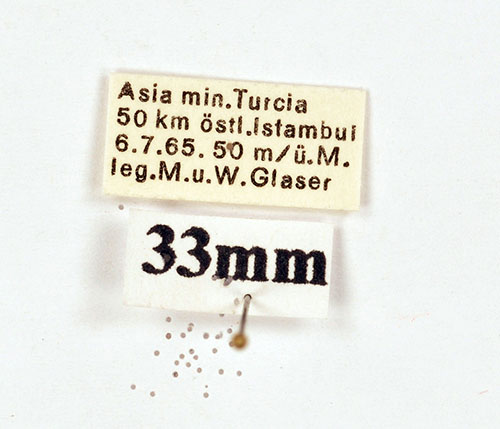 Asia min.Turcia
50 km östl.Istambul
6.7.65. 50 m/ü.M.
leg.M.u.W.Glaser
33mm